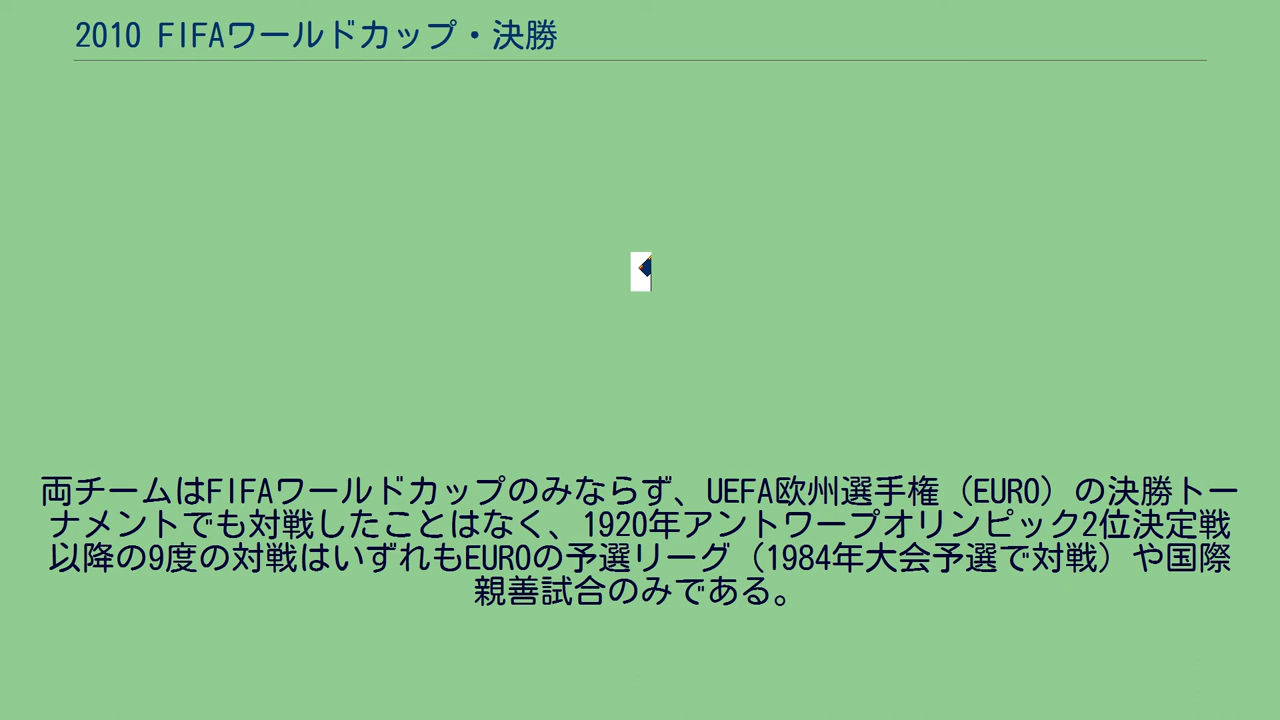 2010 FIFAワールドカップ・決勝
両チームはFIFAワールドカップのみならず、UEFA欧州選手権（EURO）の決勝トー
ナメントでも対戦したことはなく、1920年アントワープオリンピック2位決定戦
以降の9度の対戦はいずれもEUROの予選リーグ（1984年大会予選で対戦）や国際
親善試合のみである。